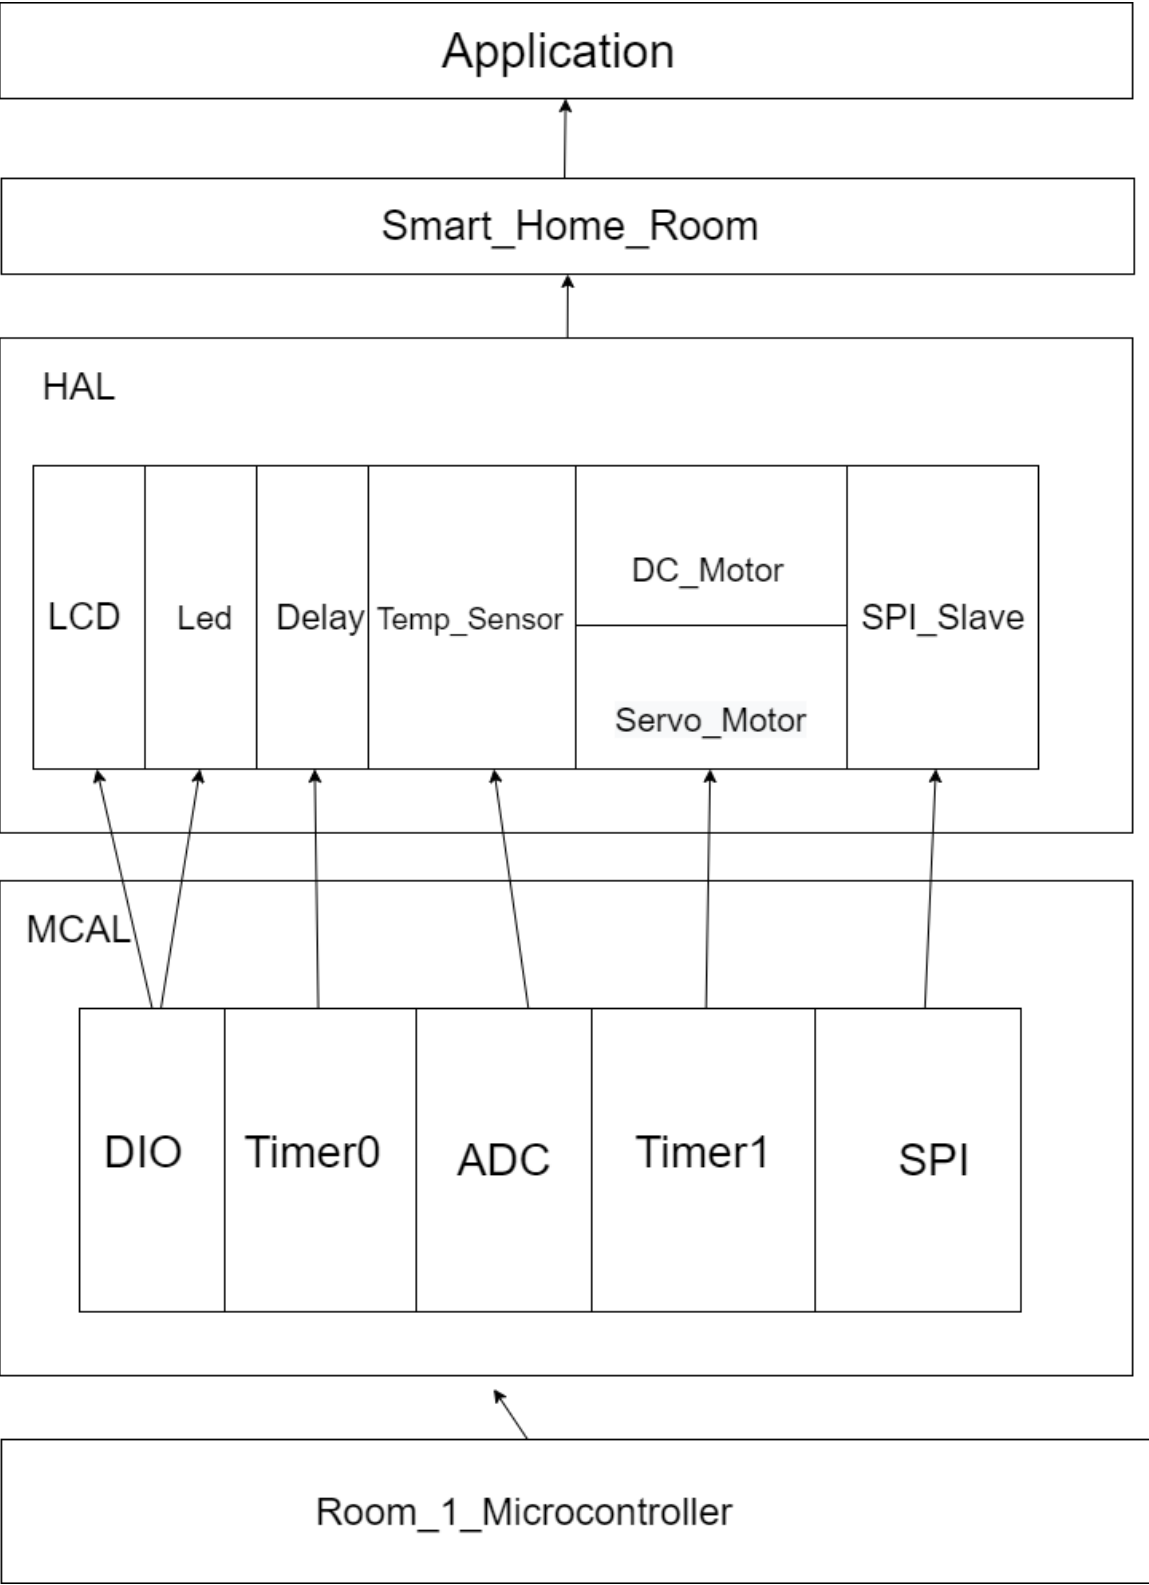 Application
Smart_Home_Room
HAL
LCD
Led
Delay
Temp_Sensor
DC_Motor
Servo_Motor
SPI_Slave
MCAL
DIO
Timer0
ADC
Timer1
SPI
Room_1_Microcontroller